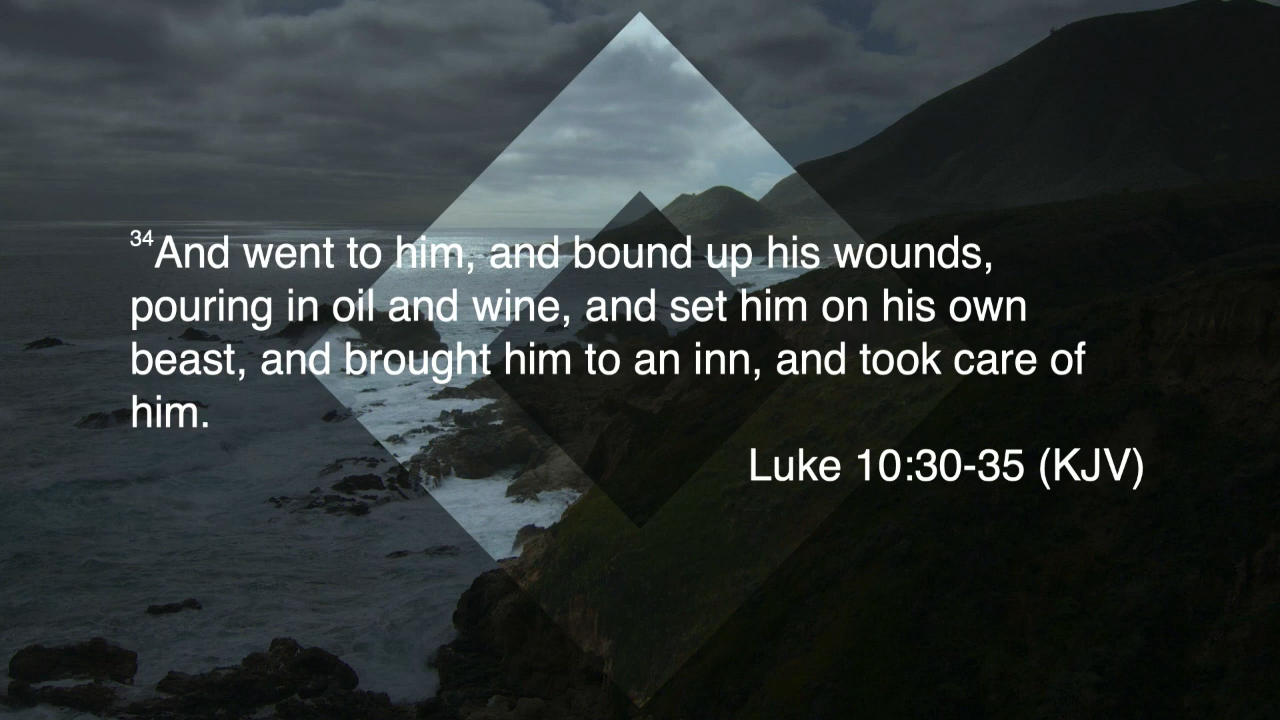 34And went to him, and bound up his wounds,
pouring in oil and wine, and set him on his own
beast, and brought him to an inn, and took care of
him.
Luke 10:30-35 (KJV)